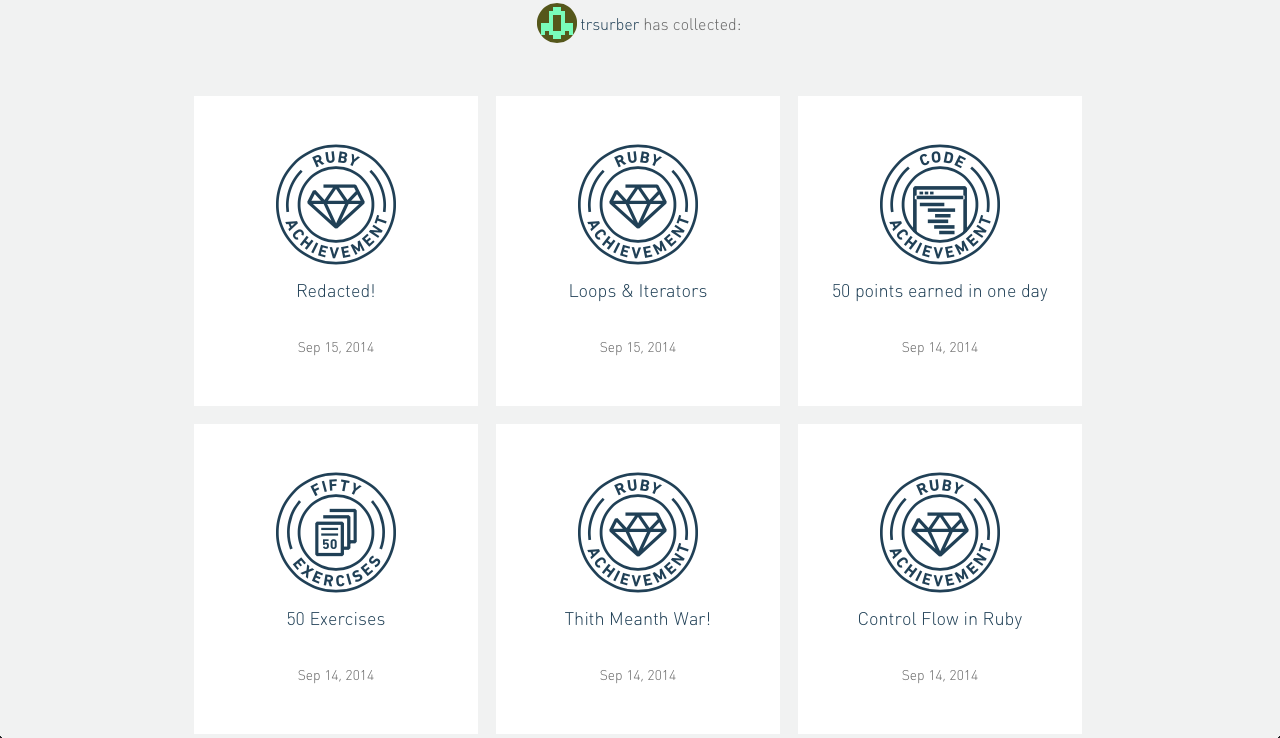 trsurber has collected:
RUBY
ACHIEVEMENT
Redacted!
Sep 15, 2014
RUBY
ACHIEVEMENT
Loops & Iterators
Sep 15, 2014
CODE
ACHIEVEMENT
50 points earned in one day
Sep 14, 2014
FIFTY
50
EXERCISES
50 Exercises
Sep 14, 2014
RUBY
ACHIEVEMENT
Thith Meanth War!
Sep 14, 2014
RUBY
ACHIEVEMENT
Control Flow in Ruby
Sep 14, 2014